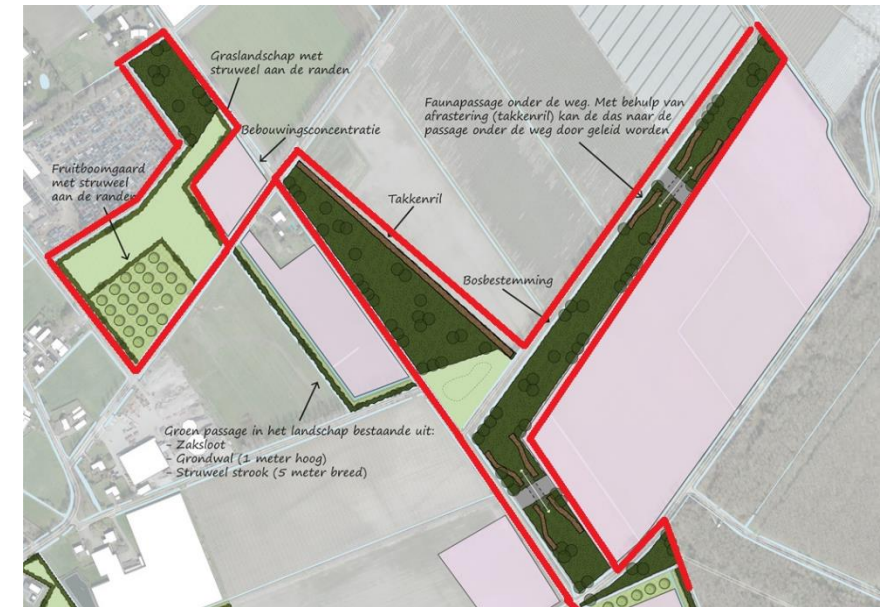 Graslandschap met
struweel aan de randen
Bebouwingsconcentratie
Faunapassage onder de weg. Met behulp van
afrastering (takkenril) kan de das naar de
passage onder de weg door geleid worden
Fruitboomgaard
met struweel
aan de randen
Takkenril
Bosbestemming
Groen passage in het landschap bestaande uit:
- Zaksloot
- Grondwal (1 meter hoog)
- Struweel strook (5 meter breed)